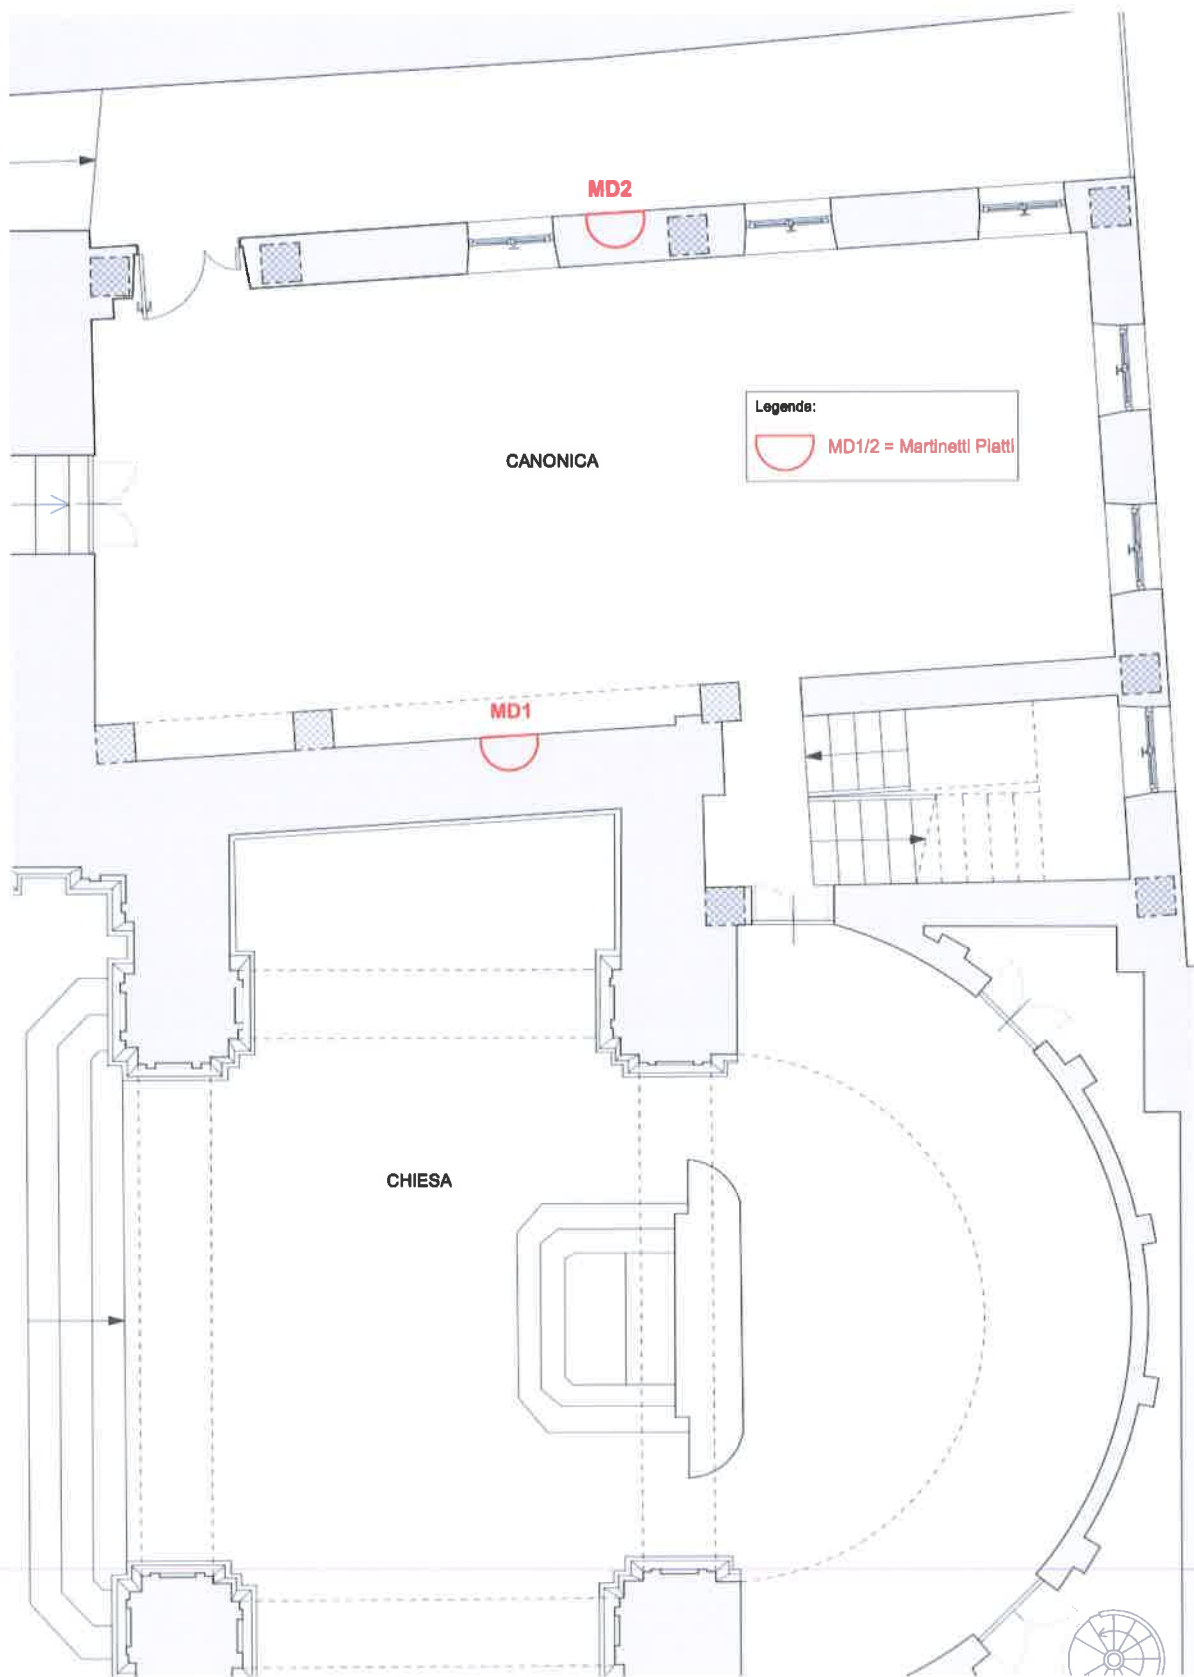 MD2
Legenda:
MD1/2 = Martinetti Piatti
CANONICA
MD1
CHIESA